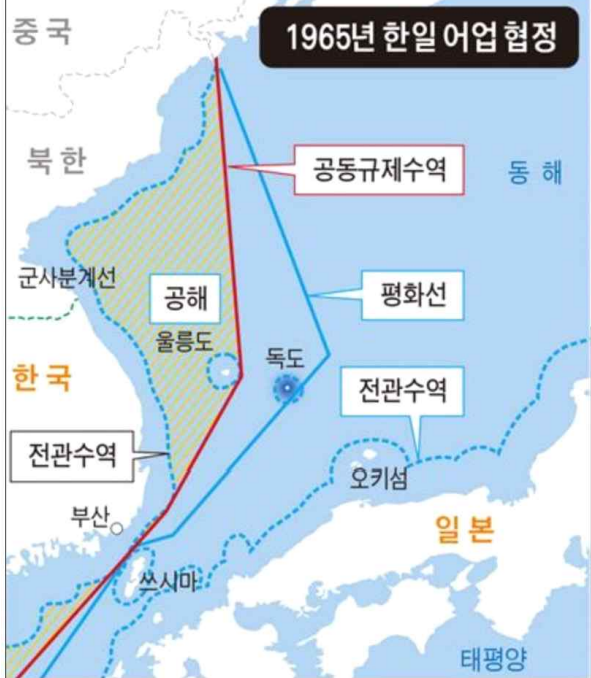 중국
1965년 한일 어업 협정
북한
공동규제수역
동해
군사분계선
공해
평화선
울릉도
독도
한국
전관수역
전관수역
오키섬
부산
일본
쓰시마
태평양